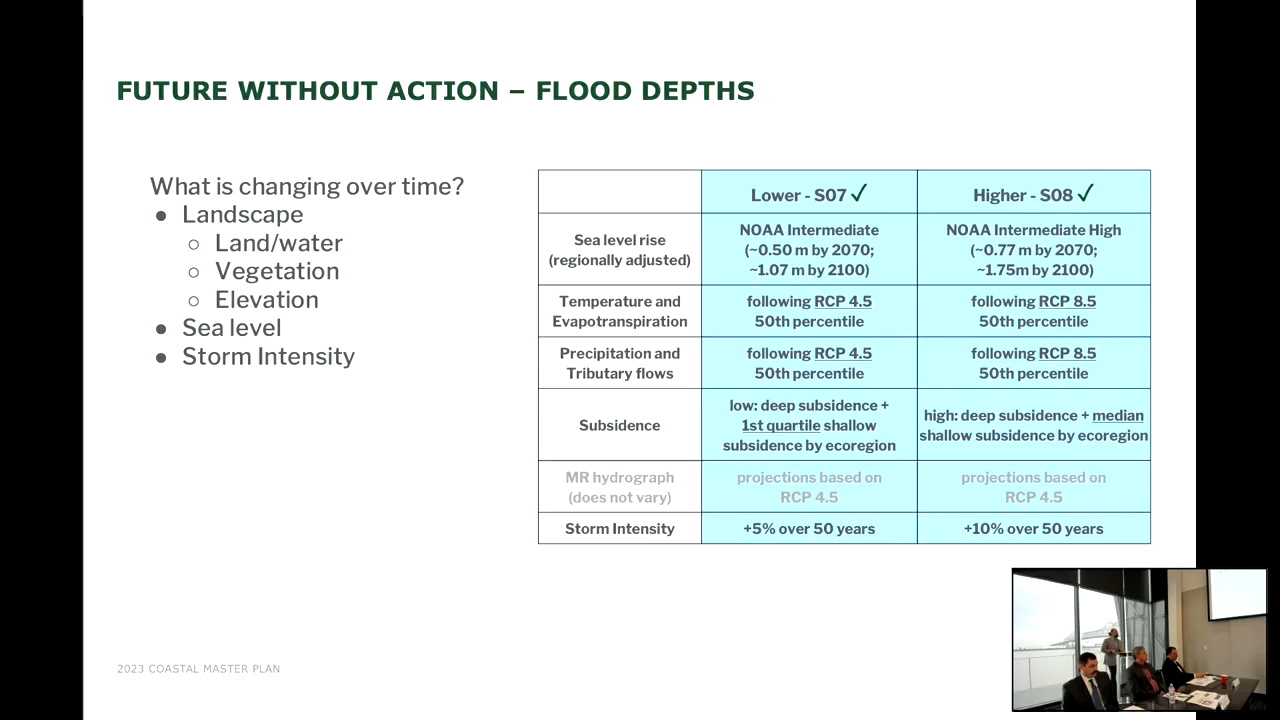 FUTURE WITHOUT ACTION – FLOOD DEPTHS
What is changing over time?
● Landscape
○ Land/water
○ Vegetation
○ Elevation
● Sea level
● Storm Intensity
Lower - S07 ✓
Higher - S08 ✓
Sea level rise
(regionally adjusted)
NOAA Intermediate
(~0.50 m by 2070;
~1.07 m by 2100)
NOAA Intermediate High
(~0.77 m by 2070;
~1.75m by 2100)
Temperature and
Evapotranspiration
following RCP 4.5
50th percentile
following RCP 8.5
50th percentile
Precipitation and
Tributary flows
following RCP 4.5
50th percentile
following RCP 8.5
50th percentile
Subsidence
low: deep subsidence +
1st quartile shallow
subsidence by ecoregion
high: deep subsidence + median
shallow subsidence by ecoregion
MR hydrograph
(does not vary)
projections based on
RCP 4.5
projections based on
RCP 4.5
Storm Intensity
+5% over 50 years
+10% over 50 years
2023 COASTAL MASTER PLAN